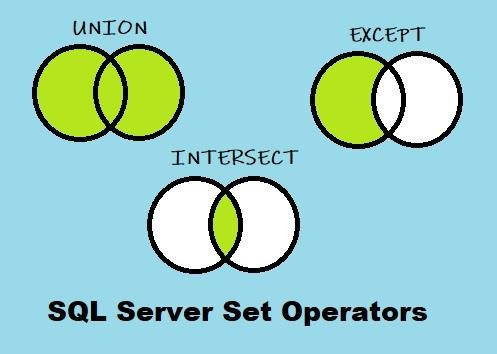 UNION
EXCEPT
INTERSECT
SQL Server Set Operators